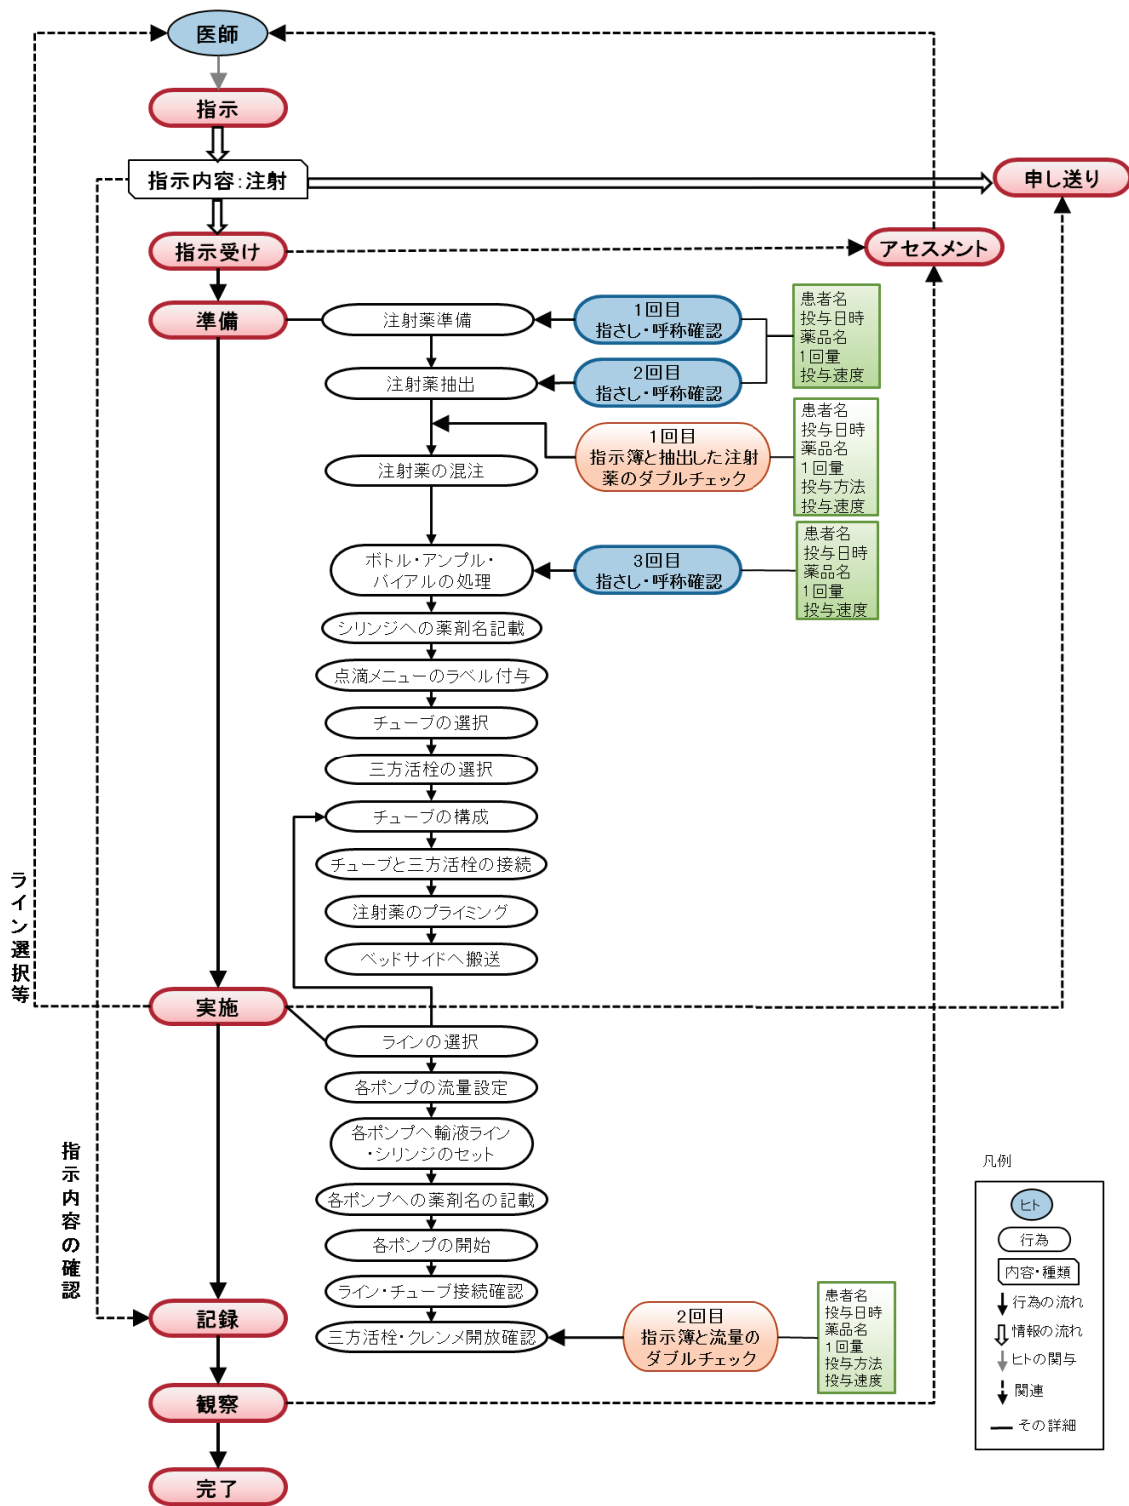 医師
指示
指示内容：注射
申し送り
指示受け
アセスメント
準備
注射薬準備
1回目
指さし・呼称確認
患者名
投与日時
薬品名
1回量
投与速度
注射薬抽出
2回目
指さし・呼称確認
1回目
指示簿と抽出した注射
薬のダブルチェック
患者名
投与日時
薬品名
1回量
投与方法
投与速度
注射薬の混注
ボトル・アンプル・
バイアルの処理
3回目
指さし・呼称確認
患者名
投与日時
薬品名
1回量
投与速度
シリンジへの薬剤名記載
点滴メニューのラベル付与
チューブの選択
三方活栓の選択
チューブの構成
チューブと三方活栓の接続
注射薬のプライミング
ベッドサイドへ搬送
ライン選択等
実施
ラインの選択
各ポンプの流量設定
各ポンプへ輸液ライン
・シリンジのセット
各ポンプへの薬剤名の記載
各ポンプの開始
ライン・チューブ接続確認
三方活栓・クレンメ開放確認
2回目
指示簿と流量の
ダブルチェック
患者名
投与日時
薬品名
1回量
投与方法
投与速度
指示内容の確認
記録
観察
完了
凡例
ヒト
行為
内容・種類
行為の流れ
情報の流れ
ヒトの関与
関連
その詳細